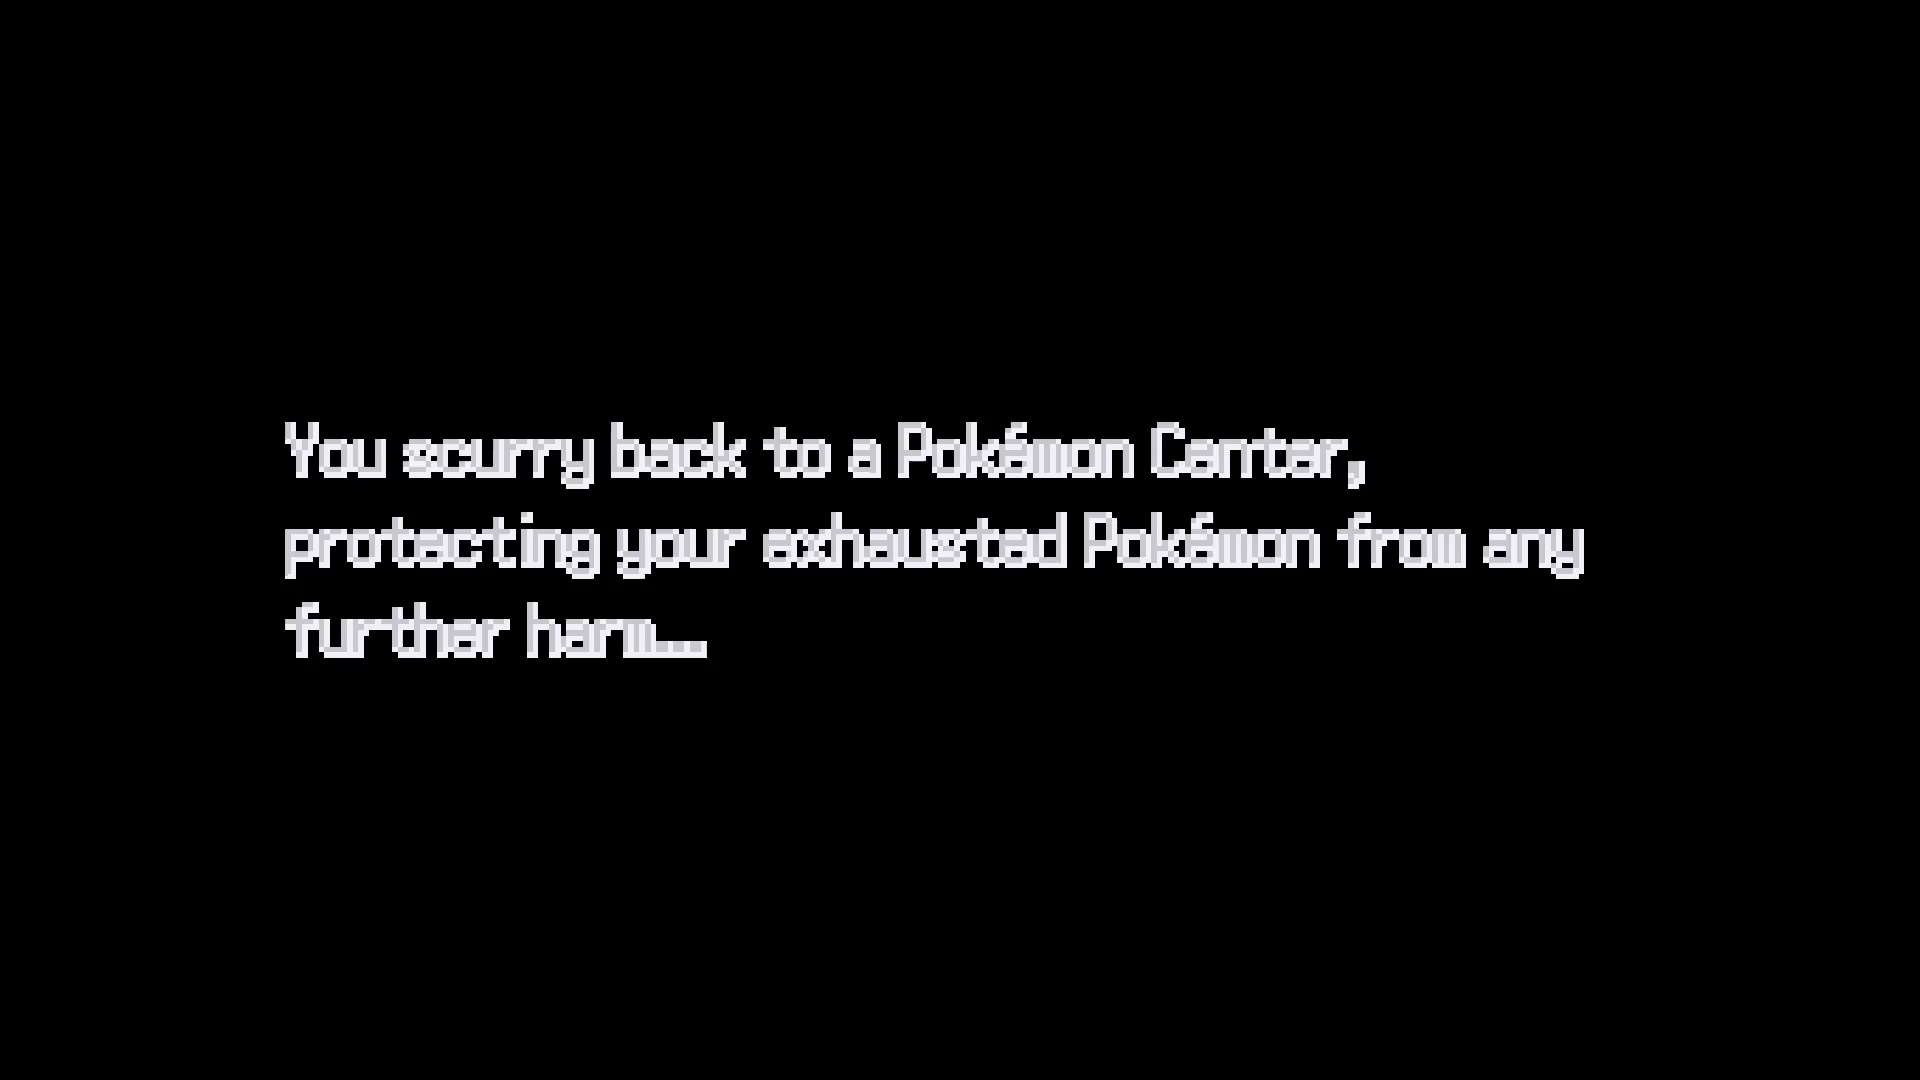 You scurry back to a Pokémon Center,
protecting your exhausted Pokémon from any
further harm...